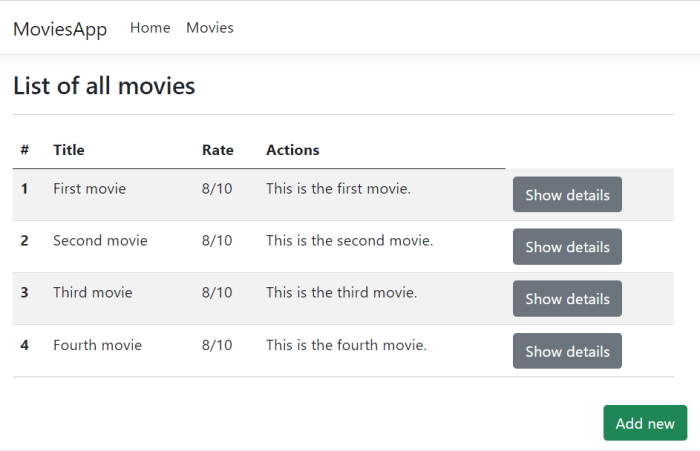 MoviesApp Home Movies
List of all movies
# Title Rate Actions
1 First movie 8/10 This is the first movie. Show details
2 Second movie 8/10 This is the second movie. Show details
3 Third movie 8/10 This is the third movie. Show details
4 Fourth movie 8/10 This is the fourth movie. Show details
Add new